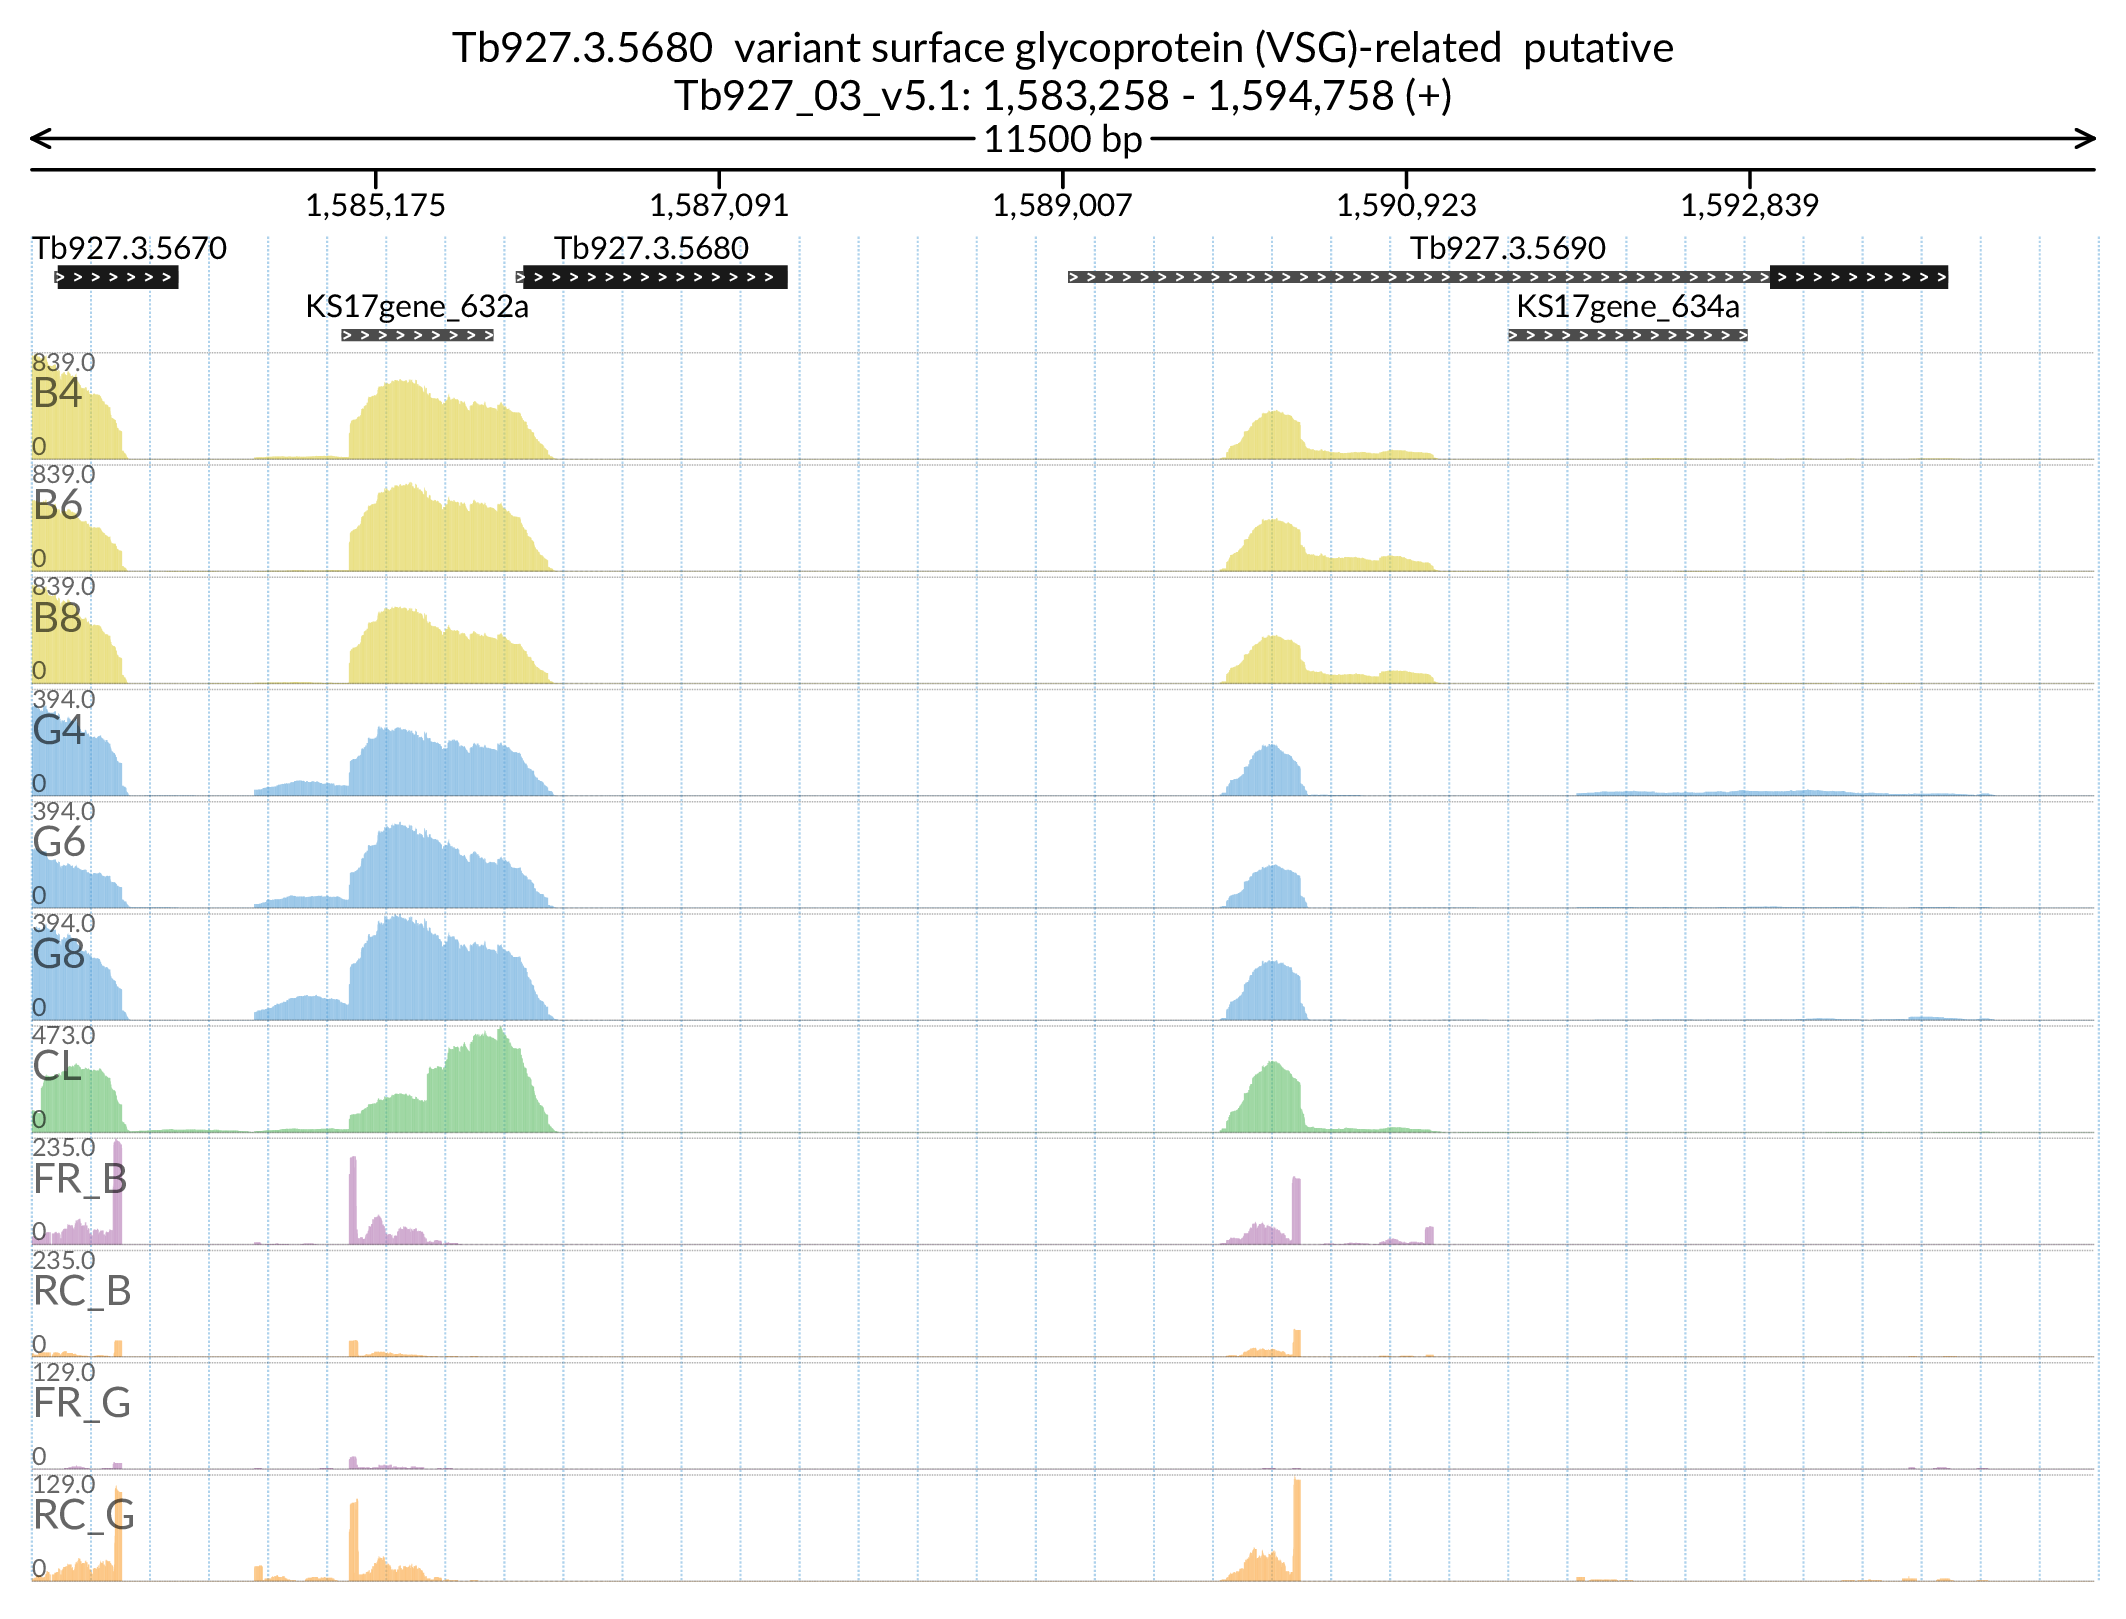 Tb927.3.5680  variant surface glycoprotein (VSG)-related  putative
Tb927_03_v5.1: 1,583,258 - 1,594,758 (+)
11500 bp
1,585,175 1,587,091 1,589,007 1,590,923 1,592,839
Tb927.3.5670 Tb927.3.5680 Tb927.3.5690
KS17gene_632a KS17gene_634a
839.0
B4
0
839.0
B6
0
839.0
B8
0
394.0
G4
0
394.0
G6
0
394.0
G8
0
473.0
CL
0
235.0
FR_B
0
235.0
RC_B
0
129.0
FR_G
0
129.0
RC_G
0